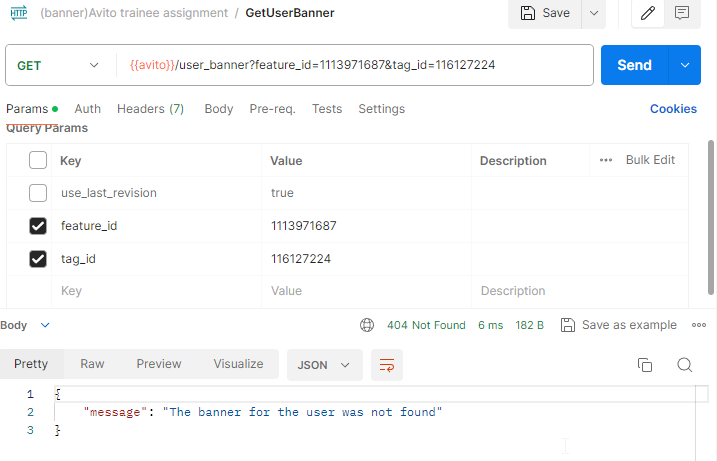 HTTP (banner)Avito trainee assignment / GetUserBanner Save
GET {{avito}}/user_banner?feature_id=1113971687&tag_id=116127224 Send
Params Auth Headers (7) Body Pre-req. Tests Settings Cookies
Query Params
Key Value Description ••• Bulk Edit
use_last_revision true
feature_id 1113971687
tag_id 116127224
Key Value Description
Body 404 Not Found 6 ms 182 B Save as example
Pretty Raw Preview Visualize JSON
1 {
2 "message": "The banner for the user was not found"
3 }